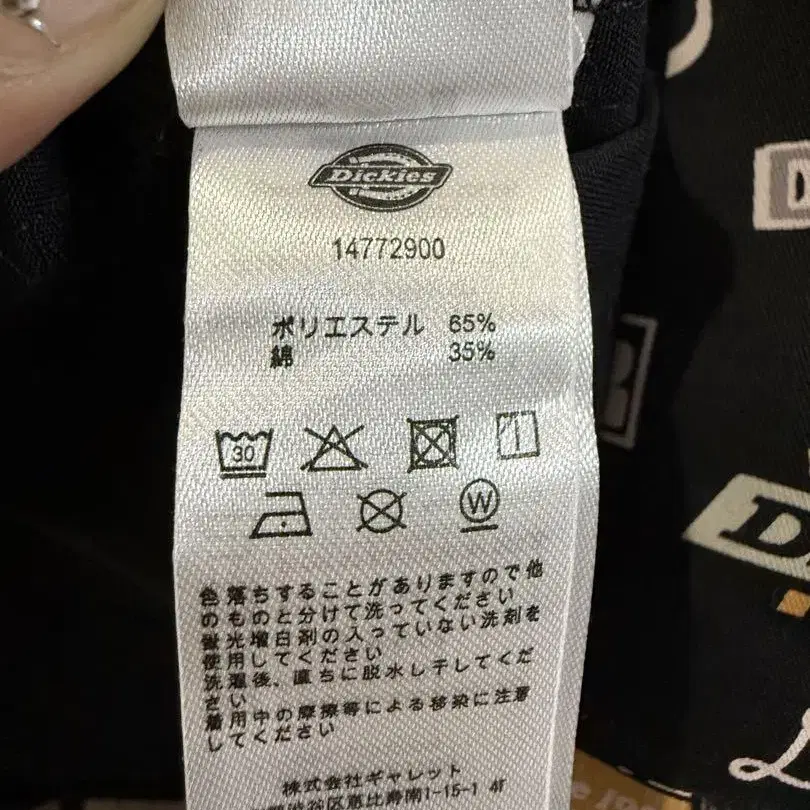 Dickies
14772900
ポリエステル 65%
綿 35%
30
W
色落ちすることがありますので他
のものと分けて洗ってください
蛍光増白剤の入っていない洗剤を
使用してください
洗濯後、直ちに脱水し干してくだ
さい
着用中の摩擦等による移染に注意
してください
株式会社ギャレット
渋谷区恵比寿南1-15-1 4F